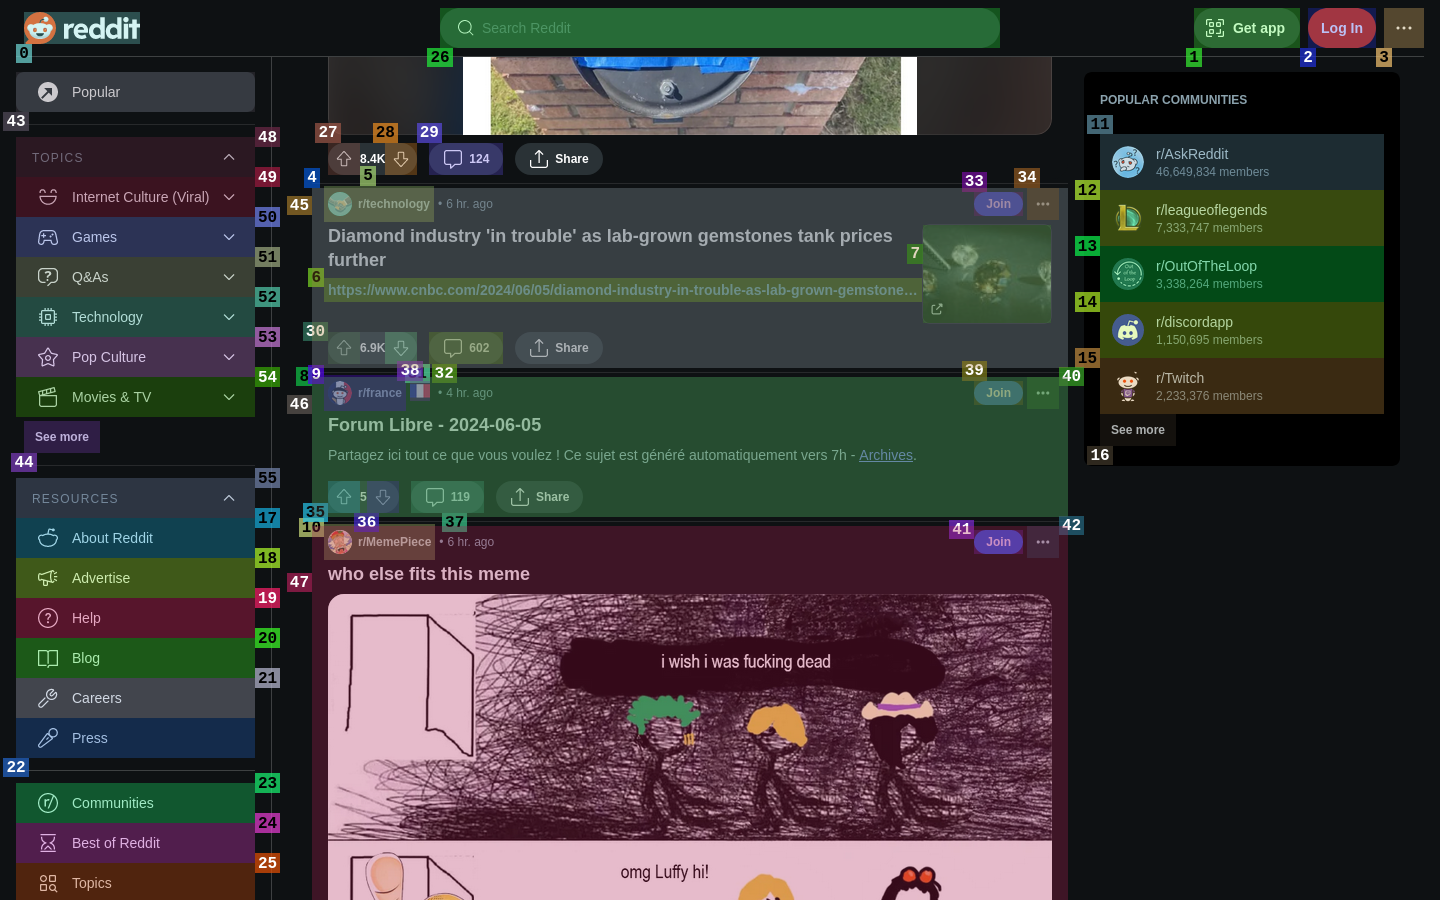 reddit
Search Reddit
Get app
Log In
0
26
1
2
3
Popular
43
48
TOPICS
49
Internet Culture (Viral)
50
Games
51
Q&As
52
Technology
53
Pop Culture
54
Movies & TV
See more
44
55
RESOURCES
17
About Reddit
18
Advertise
19
Help
20
Blog
21
Careers
Press
22
23
Communities
24
Best of Reddit
25
Topics
27
28
29
8.4K
124
Share
4
5
33
34
45
r/technology • 6 hr. ago
Join
Diamond industry 'in trouble' as lab-grown gemstones tank prices
further
7
6
https://www.cnbc.com/2024/06/05/diamond-industry-in-trouble-as-lab-grown-gemstone...
30
6.9K
602
Share
8
9
38
32
39
40
46
r/france • 4 hr. ago
Join
Forum Libre - 2024-06-05
Partagez ici tout ce que vous voulez ! Ce sujet est généré automatiquement vers 7h - Archives.
5
119
Share
35
10
36
37
41
42
r/MemePiece • 6 hr. ago
Join
47
who else fits this meme
i wish i was fucking dead
omg Luffy hi!
POPULAR COMMUNITIES
11
r/AskReddit
46,649,834 members
12
r/leagueoflegends
7,333,747 members
13
r/OutOfTheLoop
3,338,264 members
14
r/discordapp
1,150,695 members
15
r/Twitch
2,233,376 members
See more
16